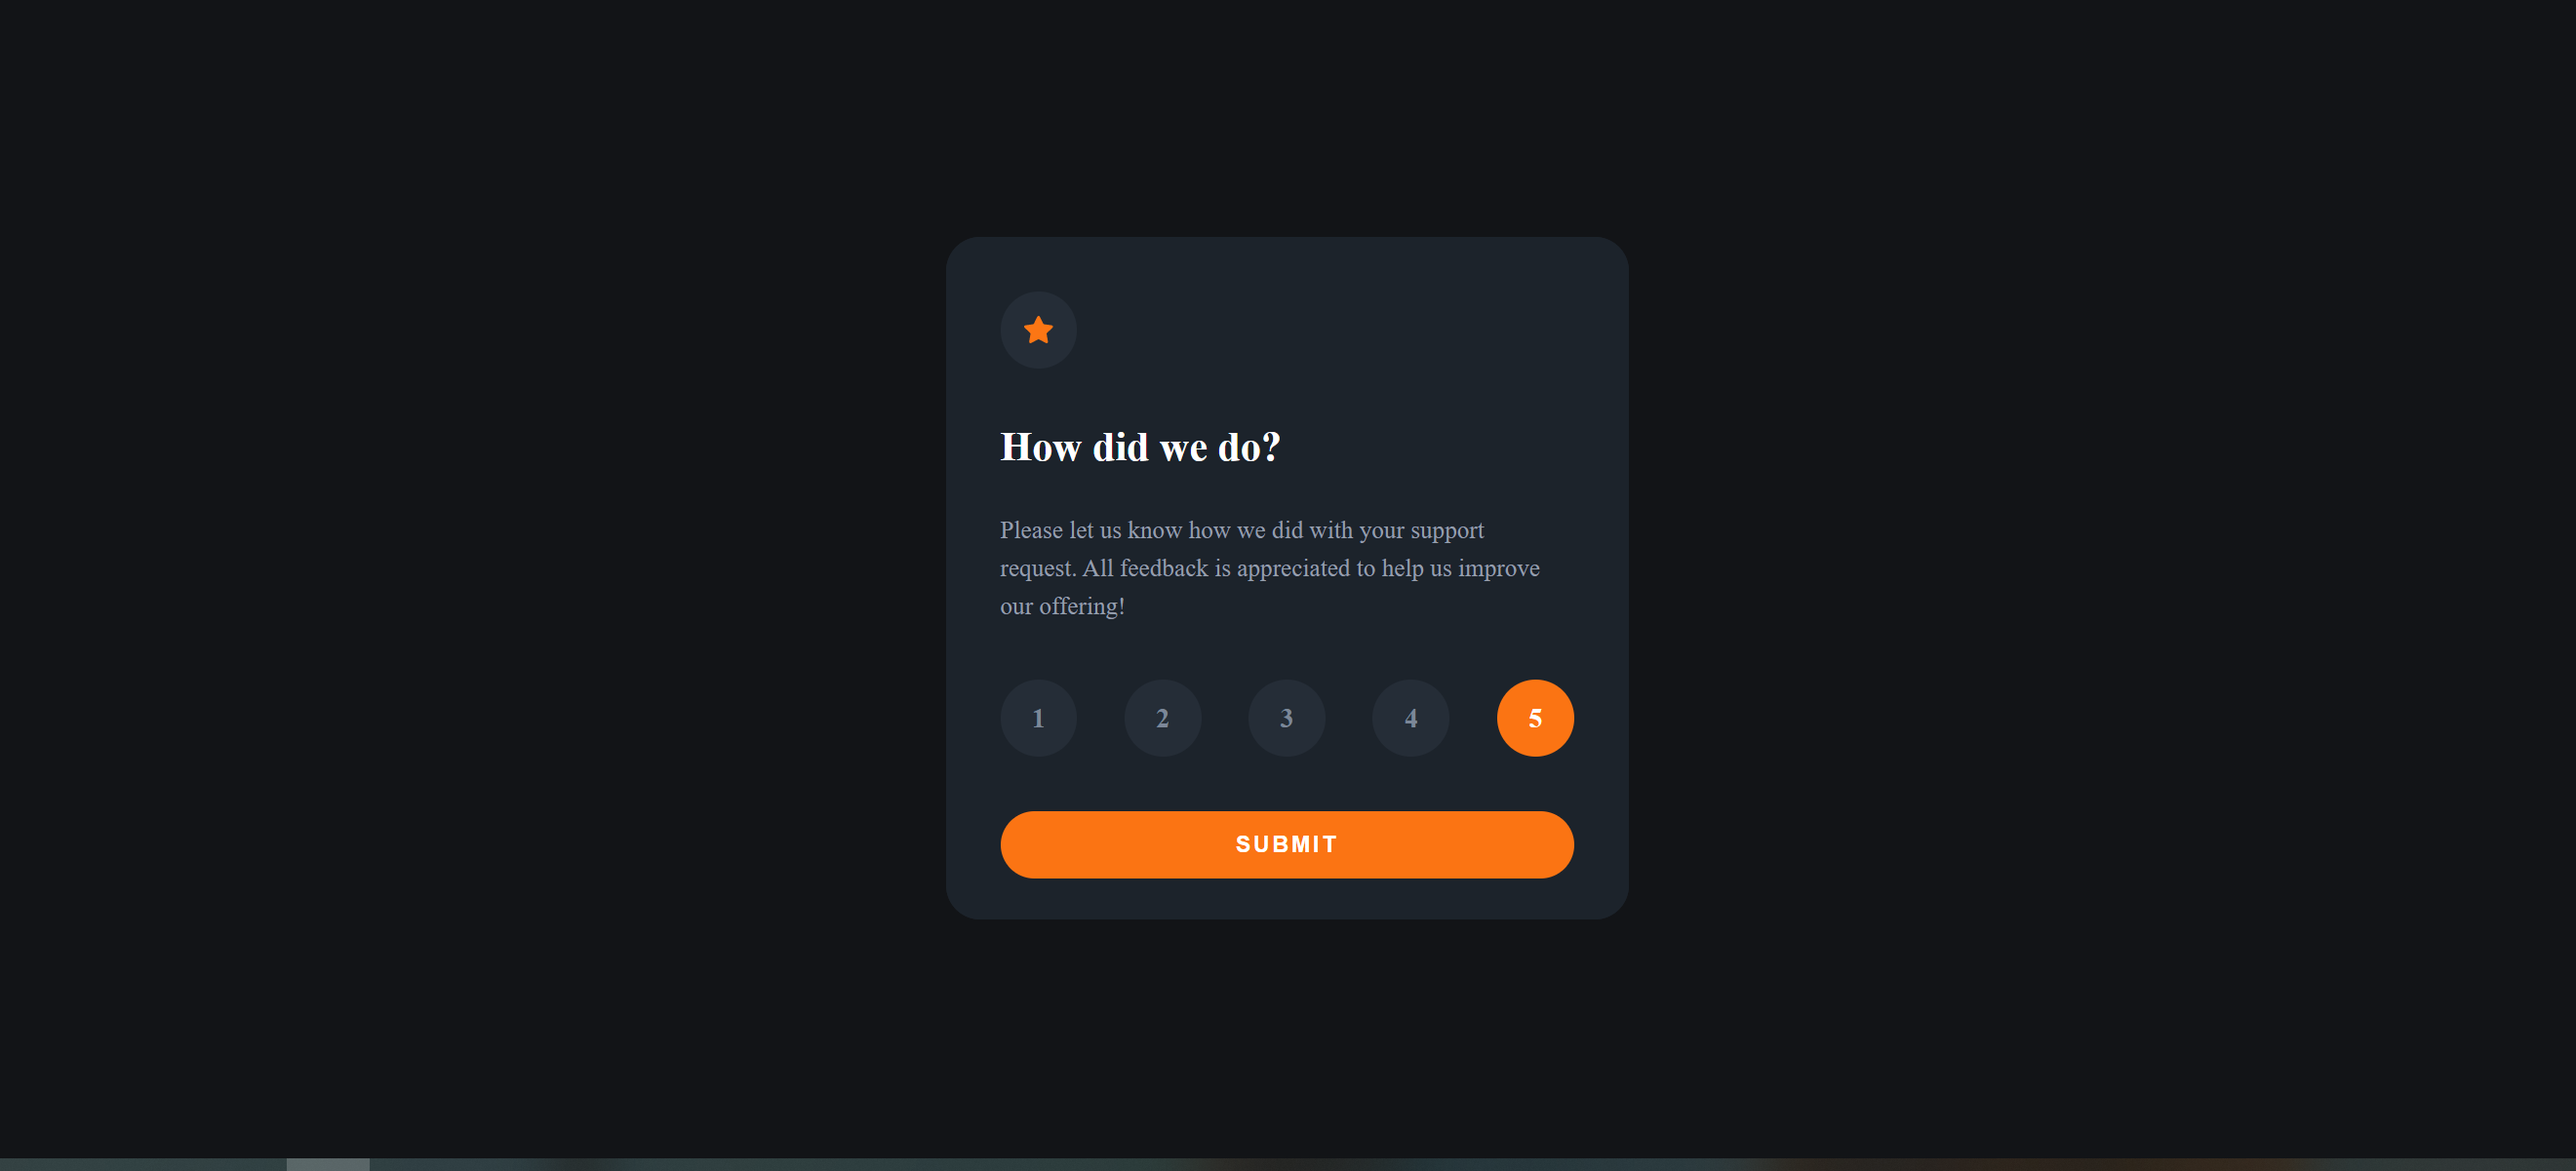 How did we do?
Please let us know how we did with your support
request. All feedback is appreciated to help us improve
our offering!
1 2 3 4 5
SUBMIT